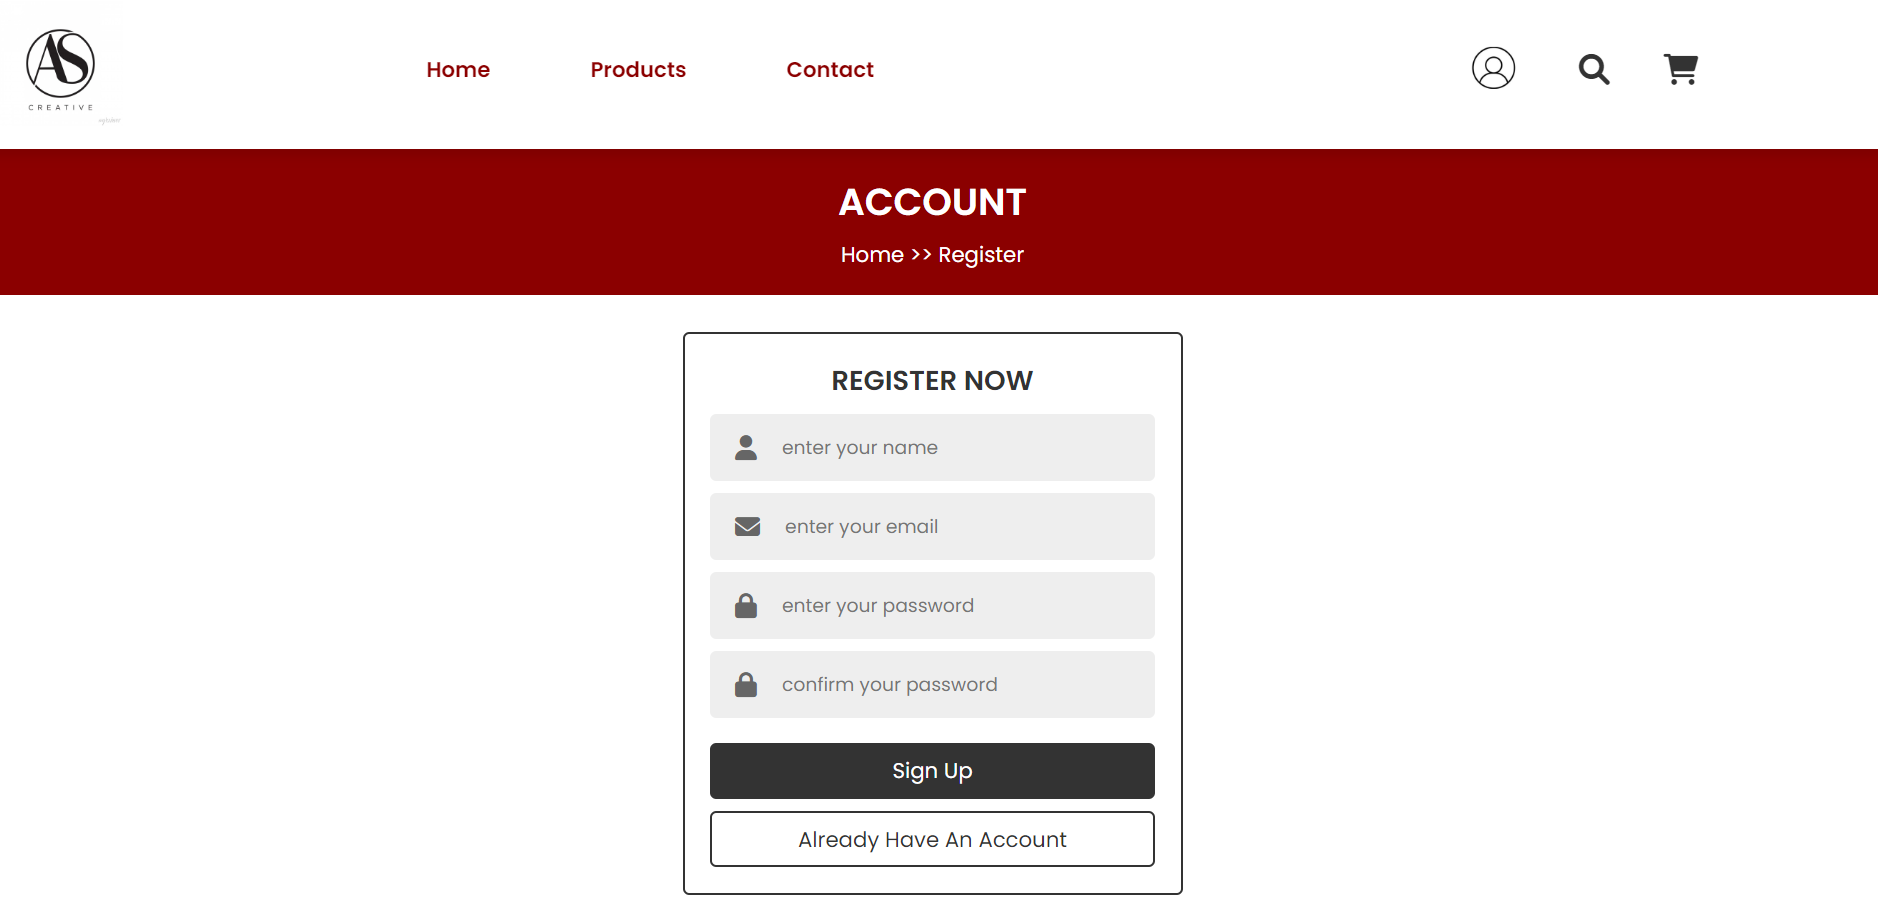 AS
CREATIVE
Home Products Contact
ACCOUNT
Home >> Register
REGISTER NOW
enter your name
enter your email
enter your password
confirm your password
Sign Up
Already Have An Account